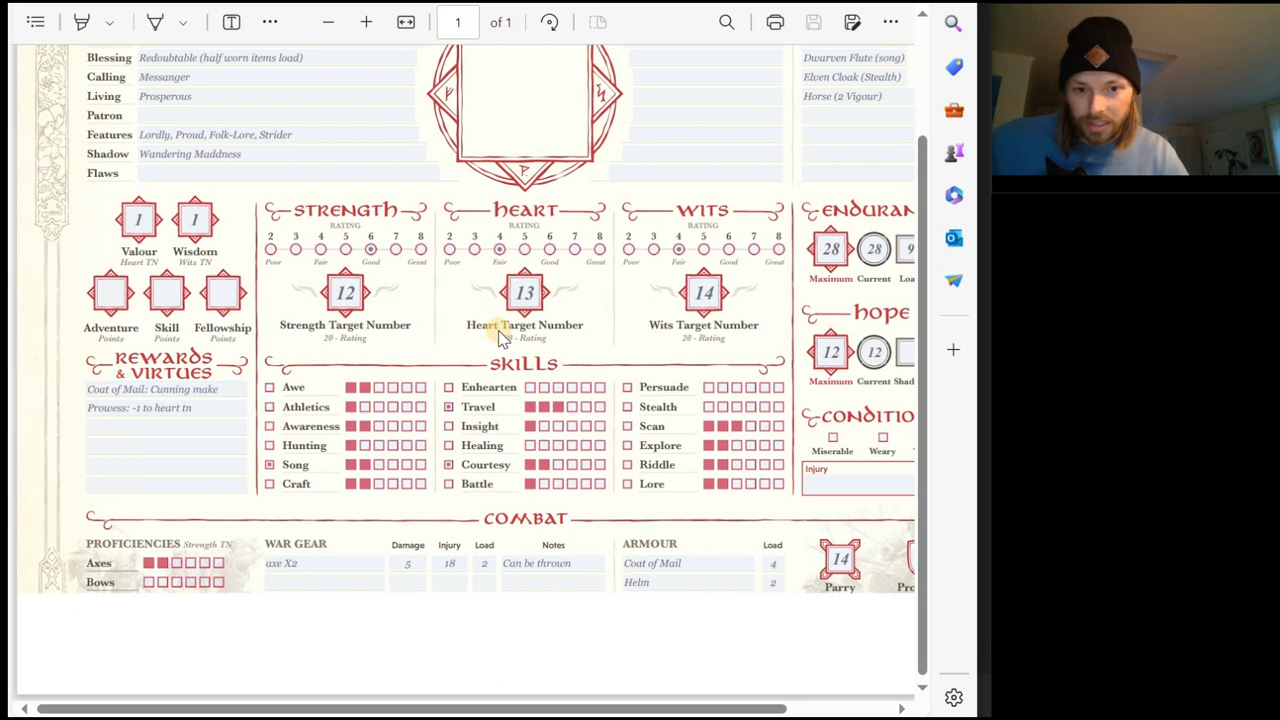 1 of 1
Blessing Redoubtable (half worn items load)
Calling Messanger
Living Prosperous
Patron
Features Lordly, Proud, Folk-Lore, Strider
Shadow Wandering Maddness
Flaws
Dwarven Flute (song)
Elven Cloak (Stealth)
Horse (2 Vigour)
1 1
Valour Wisdom
Heart TN Wits TN
Adventure Skill Fellowship
Points Points Points
REWARDS
& VIRTUES
Coat of Mail: Cunning make
Prowess: -1 to heart tn
STRENGTH
RATING
2 3 4 5 6 7 8
Poor Fair Good Great
12
Strength Target Number
20 - Rating
HEART
RATING
2 3 4 5 6 7 8
Poor Fair Good Great
13
Heart Target Number
- Rating
WITS
RATING
2 3 4 5 6 7 8
Poor Fair Good Great
14
Wits Target Number
20 - Rating
ENDURAN
28 28 9
Maximum Current Loa
HOPE
12 12
Maximum Current Shad
CONDITIO
Miserable Weary
Injury
SKILLS
Awe Enhearten Persuade
Athletics Travel Stealth
Awareness Insight Scan
Hunting Healing Explore
Song Courtesy Riddle
Craft Battle Lore
COMBAT
PROFICIENCIES Strength TN
Axes
Bows
WAR GEAR Damage Injury Load Notes
axe X2 5 18 2 Can be thrown
ARMOUR Load
Coat of Mail 4
Helm 2
14
Parry Pro